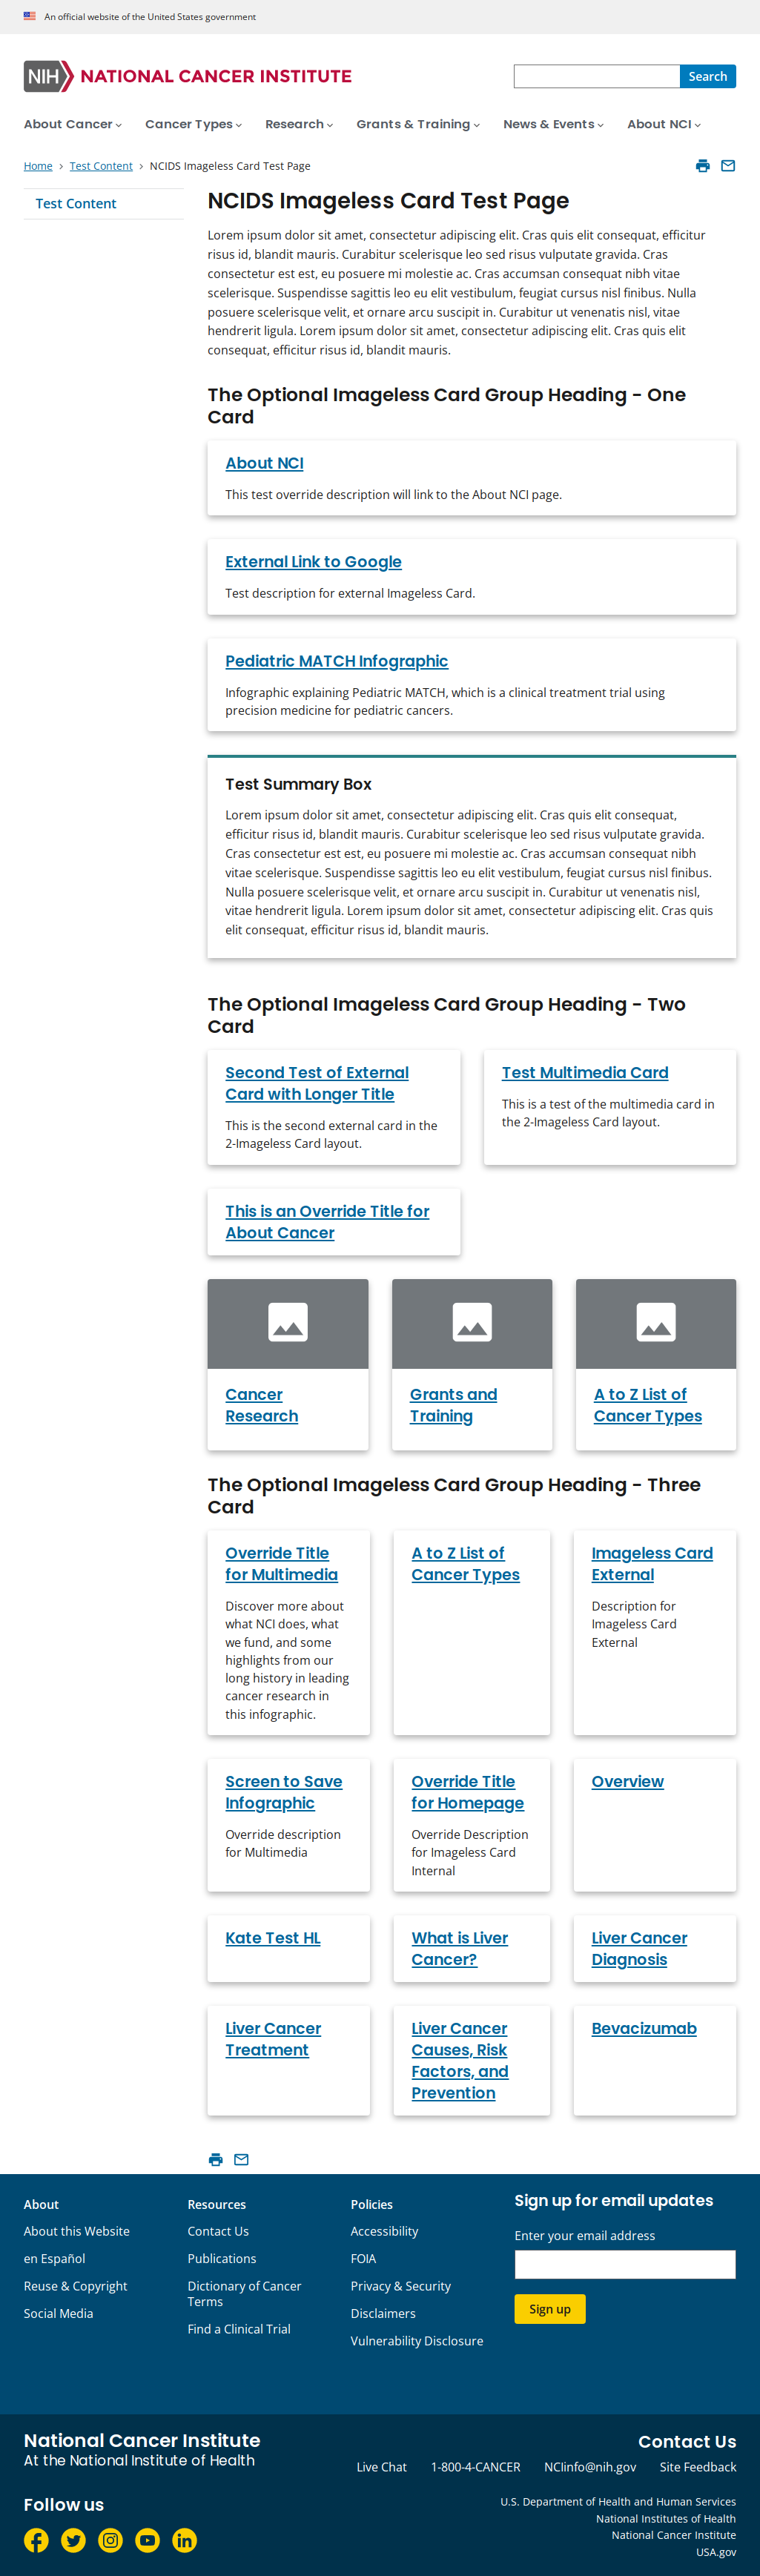 An official website of the United States government
NIH NATIONAL CANCER INSTITUTE
Search
About Cancer Cancer Types Research Grants & Training News & Events About NCI
Home > Test Content > NCIDS Imageless Card Test Page
Test Content
NCIDS Imageless Card Test Page
Lorem ipsum dolor sit amet, consectetur adipiscing elit. Cras quis elit consequat, efficitur
risus id, blandit mauris. Curabitur scelerisque leo sed risus vulputate gravida. Cras
consectetur est est, eu posuere mi molestie ac. Cras accumsan consequat nibh vitae
scelerisque. Suspendisse sagittis leo eu elit vestibulum, feugiat cursus nisl finibus. Nulla
posuere scelerisque velit, et ornare arcu suscipit in. Curabitur ut venenatis nisl, vitae
hendrerit ligula. Lorem ipsum dolor sit amet, consectetur adipiscing elit. Cras quis elit
consequat, efficitur risus id, blandit mauris.
The Optional Imageless Card Group Heading - One
Card
About NCI
This test override description will link to the About NCI page.
External Link to Google
Test description for external Imageless Card.
Pediatric MATCH Infographic
Infographic explaining Pediatric MATCH, which is a clinical treatment trial using
precision medicine for pediatric cancers.
Test Summary Box
Lorem ipsum dolor sit amet, consectetur adipiscing elit. Cras quis elit consequat,
efficitur risus id, blandit mauris. Curabitur scelerisque leo sed risus vulputate gravida.
Cras consectetur est est, eu posuere mi molestie ac. Cras accumsan consequat nibh
vitae scelerisque. Suspendisse sagittis leo eu elit vestibulum, feugiat cursus nisl finibus.
Nulla posuere scelerisque velit, et ornare arcu suscipit in. Curabitur ut venenatis nisl,
vitae hendrerit ligula. Lorem ipsum dolor sit amet, consectetur adipiscing elit. Cras quis
elit consequat, efficitur risus id, blandit mauris.
The Optional Imageless Card Group Heading - Two
Card
Second Test of External
Card with Longer Title
This is the second external card in the
2-Imageless Card layout.
Test Multimedia Card
This is a test of the multimedia card in
the 2-Imageless Card layout.
This is an Override Title for
About Cancer
Cancer
Research
Grants and
Training
A to Z List of
Cancer Types
The Optional Imageless Card Group Heading - Three
Card
Override Title
for Multimedia
Discover more about
what NCI does, what
we fund, and some
highlights from our
long history in leading
cancer research in
this infographic.
A to Z List of
Cancer Types
Imageless Card
External
Description for
Imageless Card
External
Screen to Save
Infographic
Override description
for Multimedia
Override Title
for Homepage
Override Description
for Imageless Card
Internal
Overview
Kate Test HL
What is Liver
Cancer?
Liver Cancer
Diagnosis
Liver Cancer
Treatment
Liver Cancer
Causes, Risk
Factors, and
Prevention
Bevacizumab
About
About this Website
en Español
Reuse & Copyright
Social Media
Resources
Contact Us
Publications
Dictionary of Cancer
Terms
Find a Clinical Trial
Policies
Accessibility
FOIA
Privacy & Security
Disclaimers
Vulnerability Disclosure
Sign up for email updates
Enter your email address
Sign up
National Cancer Institute
At the National Institute of Health
Contact Us
Live Chat 1-800-4-CANCER NCIinfo@nih.gov Site Feedback
Follow us
U.S. Department of Health and Human Services
National Institutes of Health
National Cancer Institute
USA.gov